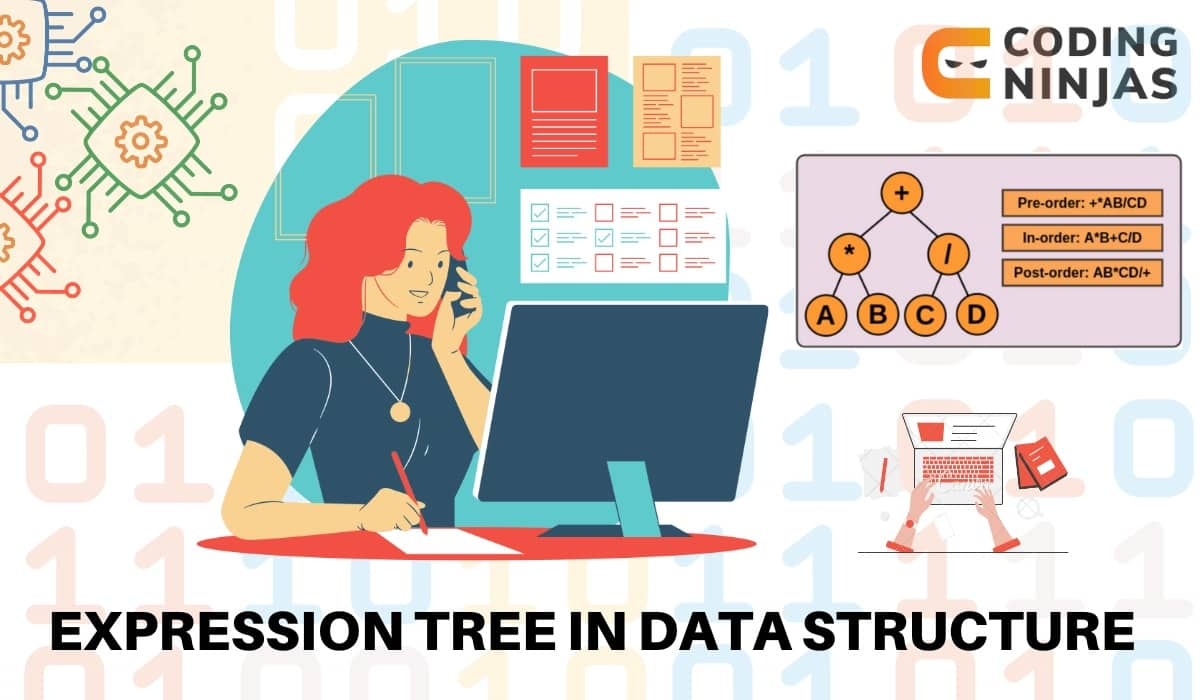 CODING
NINJAS
+
Pre-order: +*AB/CD
In-order: A*B+C/D
* /
Post-order: AB*CD/+
A B C D
EXPRESSION TREE IN DATA STRUCTURE